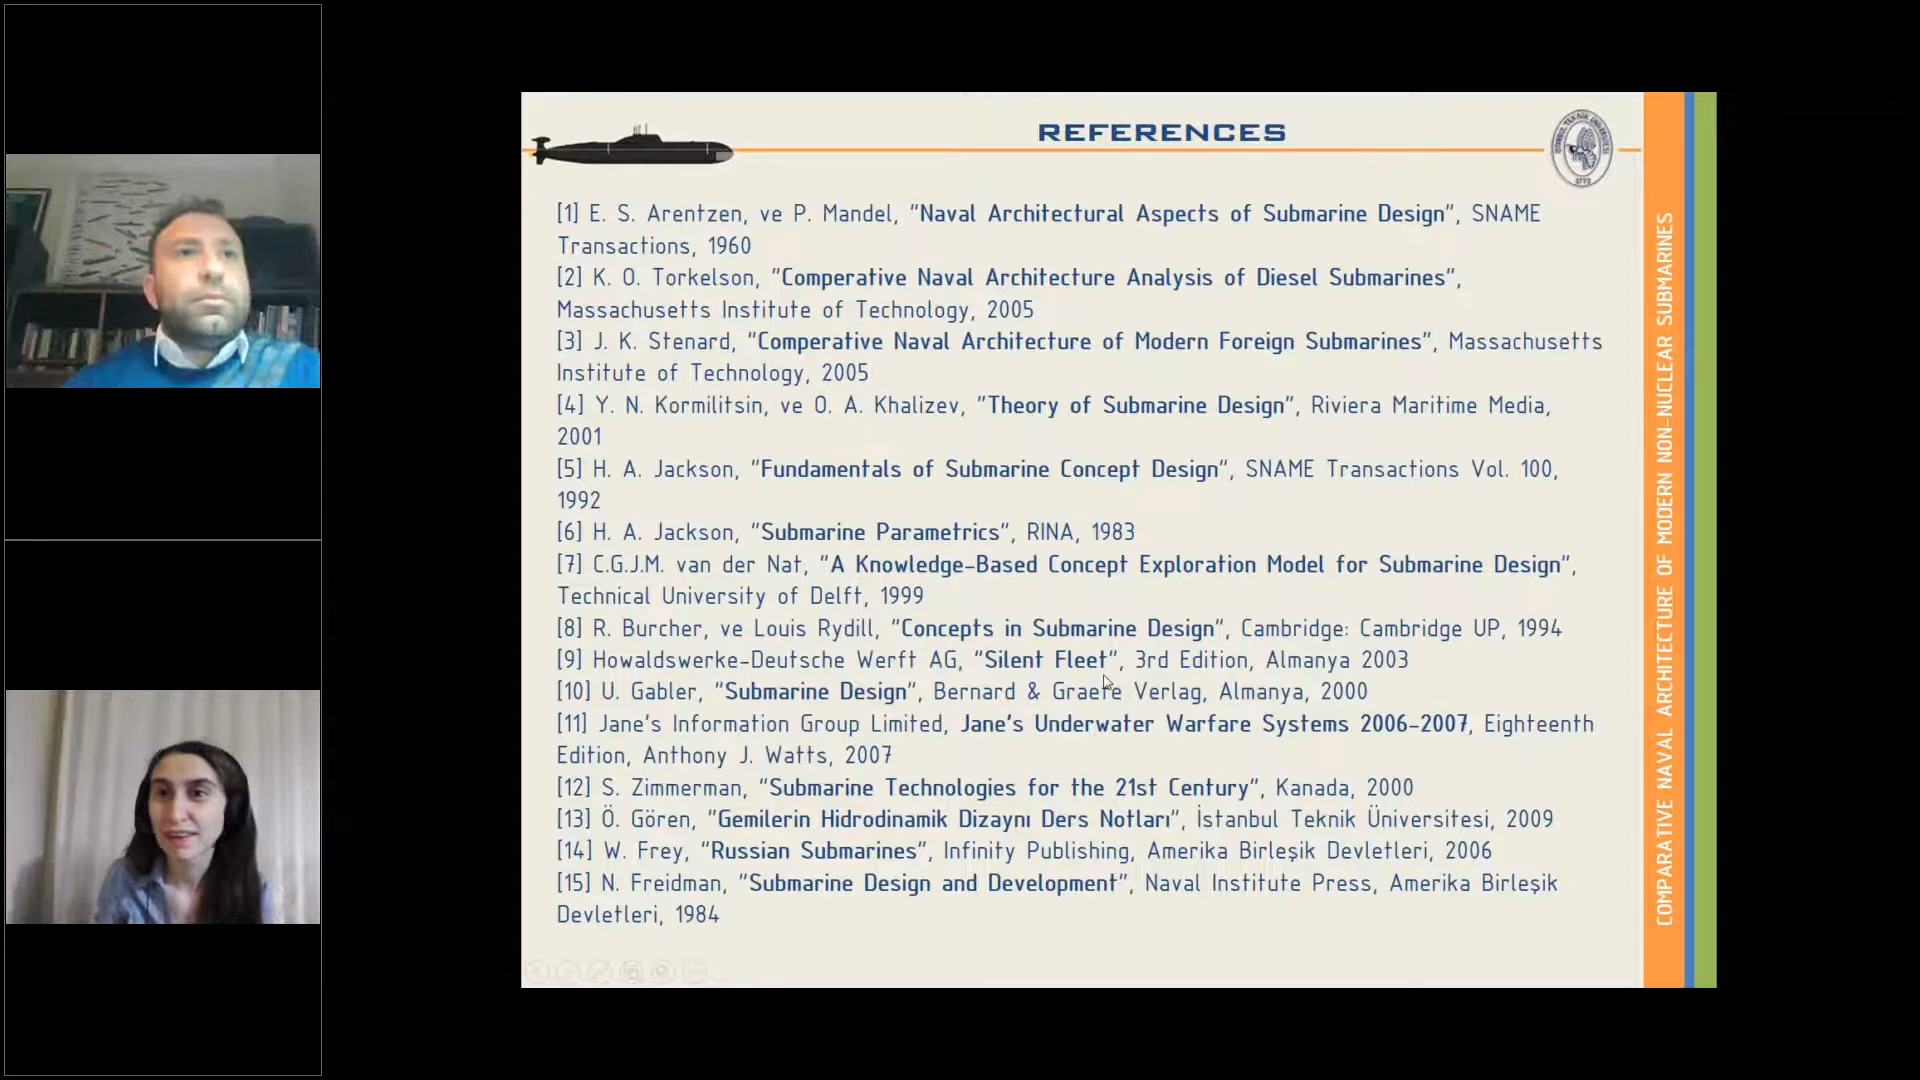 REFERENCES
[1] E. S. Arentzen, ve P. Mandel, “Naval Architectural Aspects of Submarine Design”, SNAME
Transactions, 1960
[2] K. O. Torkelson, “Comperative Naval Architecture Analysis of Diesel Submarines”,
Massachusetts Institute of Technology, 2005
[3] J. K. Stenard, “Comperative Naval Architecture of Modern Foreign Submarines”, Massachusetts
Institute of Technology, 2005
[4] Y. N. Kormilitsin, ve O. A. Khalizev, “Theory of Submarine Design”, Riviera Maritime Media,
2001
[5] H. A. Jackson, “Fundamentals of Submarine Concept Design”, SNAME Transactions Vol. 100,
1992
[6] H. A. Jackson, “Submarine Parametrics”, RINA, 1983
[7] C.G.J.M. van der Nat, “A Knowledge-Based Concept Exploration Model for Submarine Design”,
Technical University of Delft, 1999
[8] R. Burcher, ve Louis Rydill, “Concepts in Submarine Design”, Cambridge: Cambridge UP, 1994
[9] Howaldswerke-Deutsche Werft AG, “Silent Fleet”, 3rd Edition, Almanya 2003
[10] U. Gabler, “Submarine Design”, Bernard & Graefe Verlag, Almanya, 2000
[11] Jane’s Information Group Limited, Jane’s Underwater Warfare Systems 2006-2007, Eighteenth
Edition, Anthony J. Watts, 2007
[12] S. Zimmerman, “Submarine Technologies for the 21st Century”, Kanada, 2000
[13] Ö. Gören, “Gemilerin Hidrodinamik Dizaynı Ders Notları”, İstanbul Teknik Üniversitesi, 2009
[14] W. Frey, “Russian Submarines”, Infinity Publishing, Amerika Birleşik Devletleri, 2006
[15] N. Freidman, “Submarine Design and Development”, Naval Institute Press, Amerika Birleşik
Devletleri, 1984
COMPARATIVE NAVAL ARCHITECTURE OF MODERN NON-NUCLEAR SUBMARINES
İSTANBUL TEKNİK ÜNİVERSİTESİ
1773